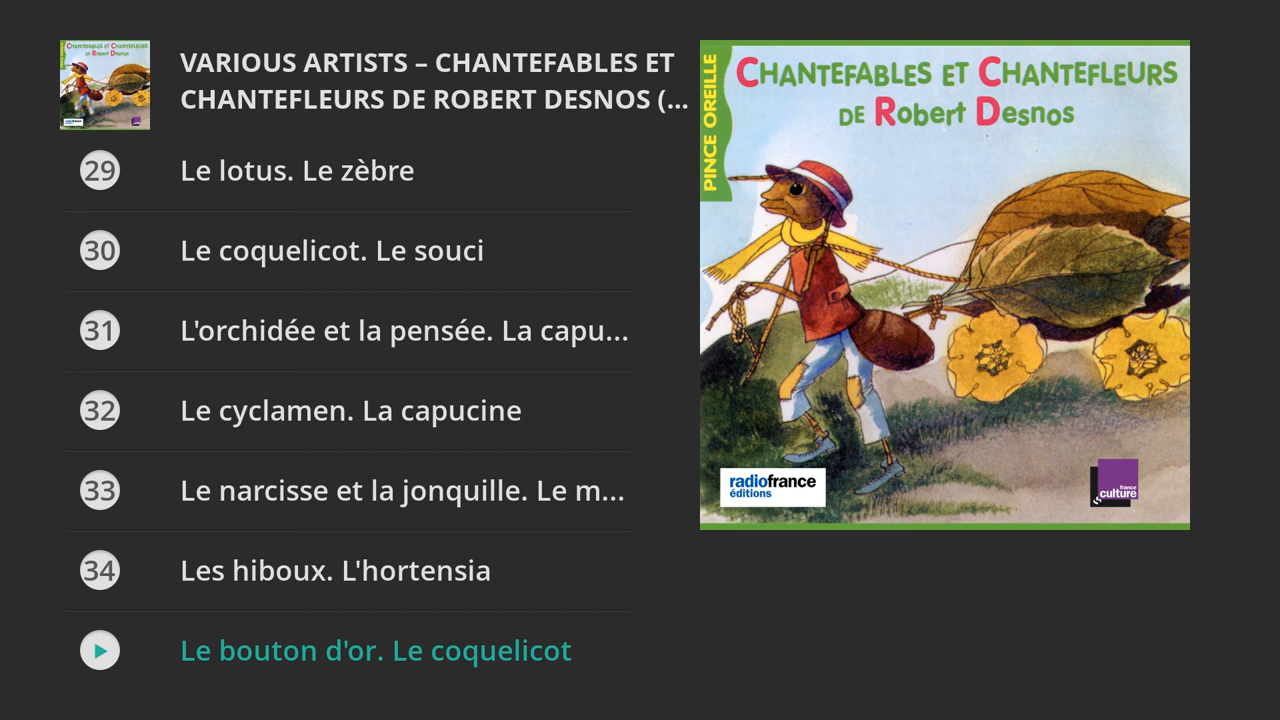 VARIOUS ARTISTS – CHANTEFABLES ET
CHANTEFLEURS DE ROBERT DESNOS (...
29 Le lotus. Le zèbre
30 Le coquelicot. Le souci
31 L'orchidée et la pensée. La capu...
32 Le cyclamen. La capucine
33 Le narcisse et la jonquille. Le m...
34 Les hiboux. L'hortensia
Le bouton d'or. Le coquelicot
PINCE OREILLE
CHANTEFABLES ET CHANTEFLEURS
DE Robert Desnos
radiofrance
éditions
france
culture